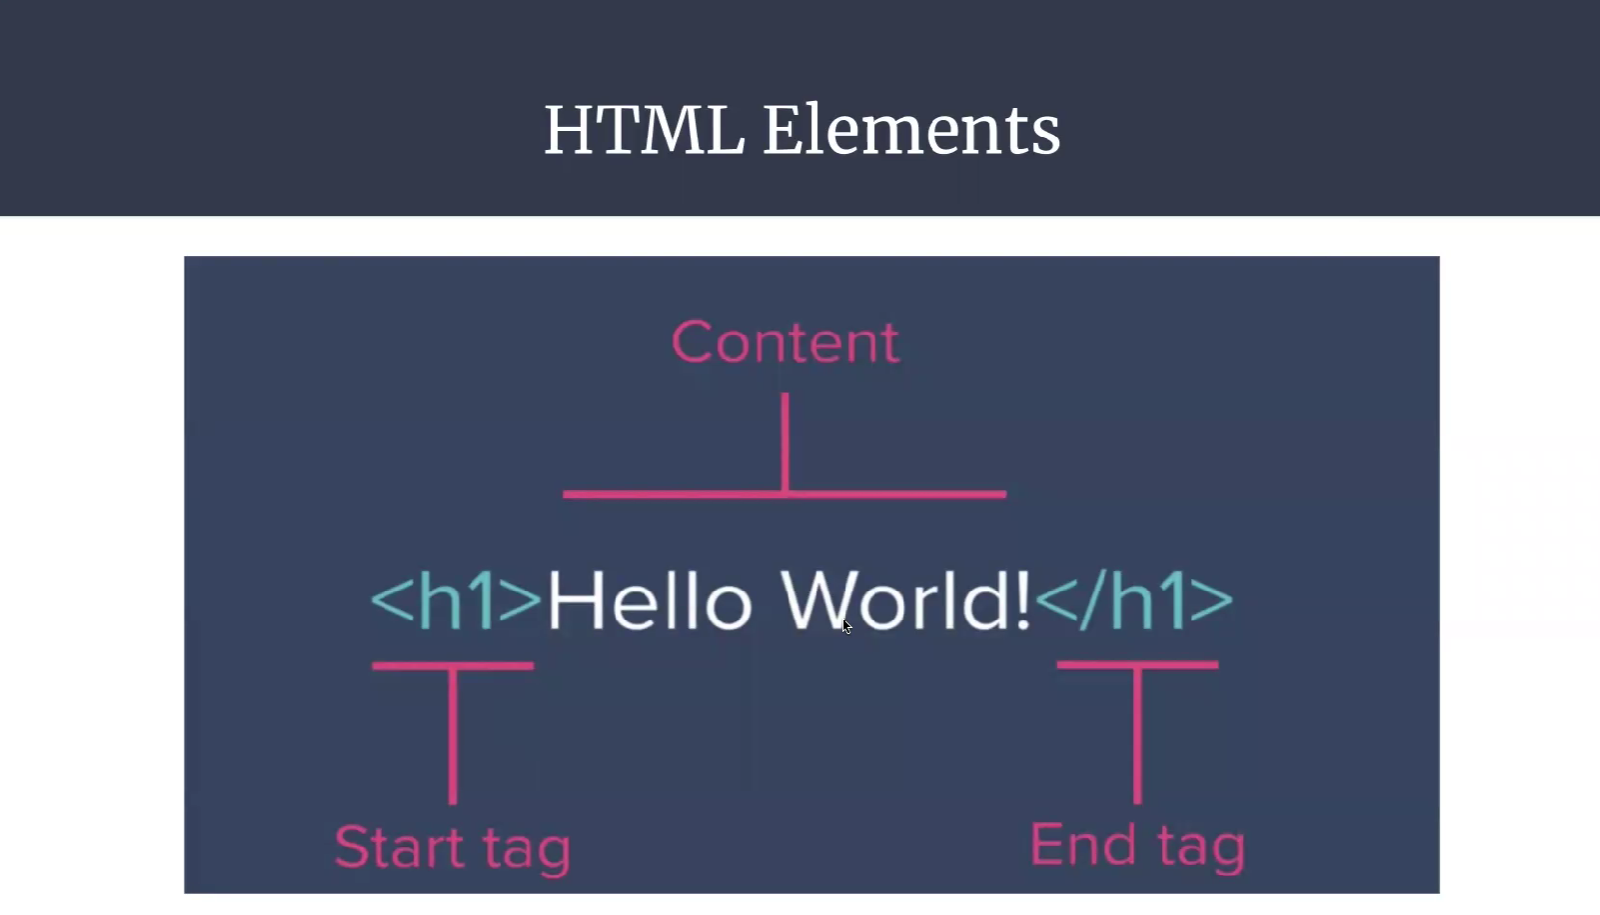 HTML Elements
Content
<h1>Hello World!</h1>
Start tag
End tag